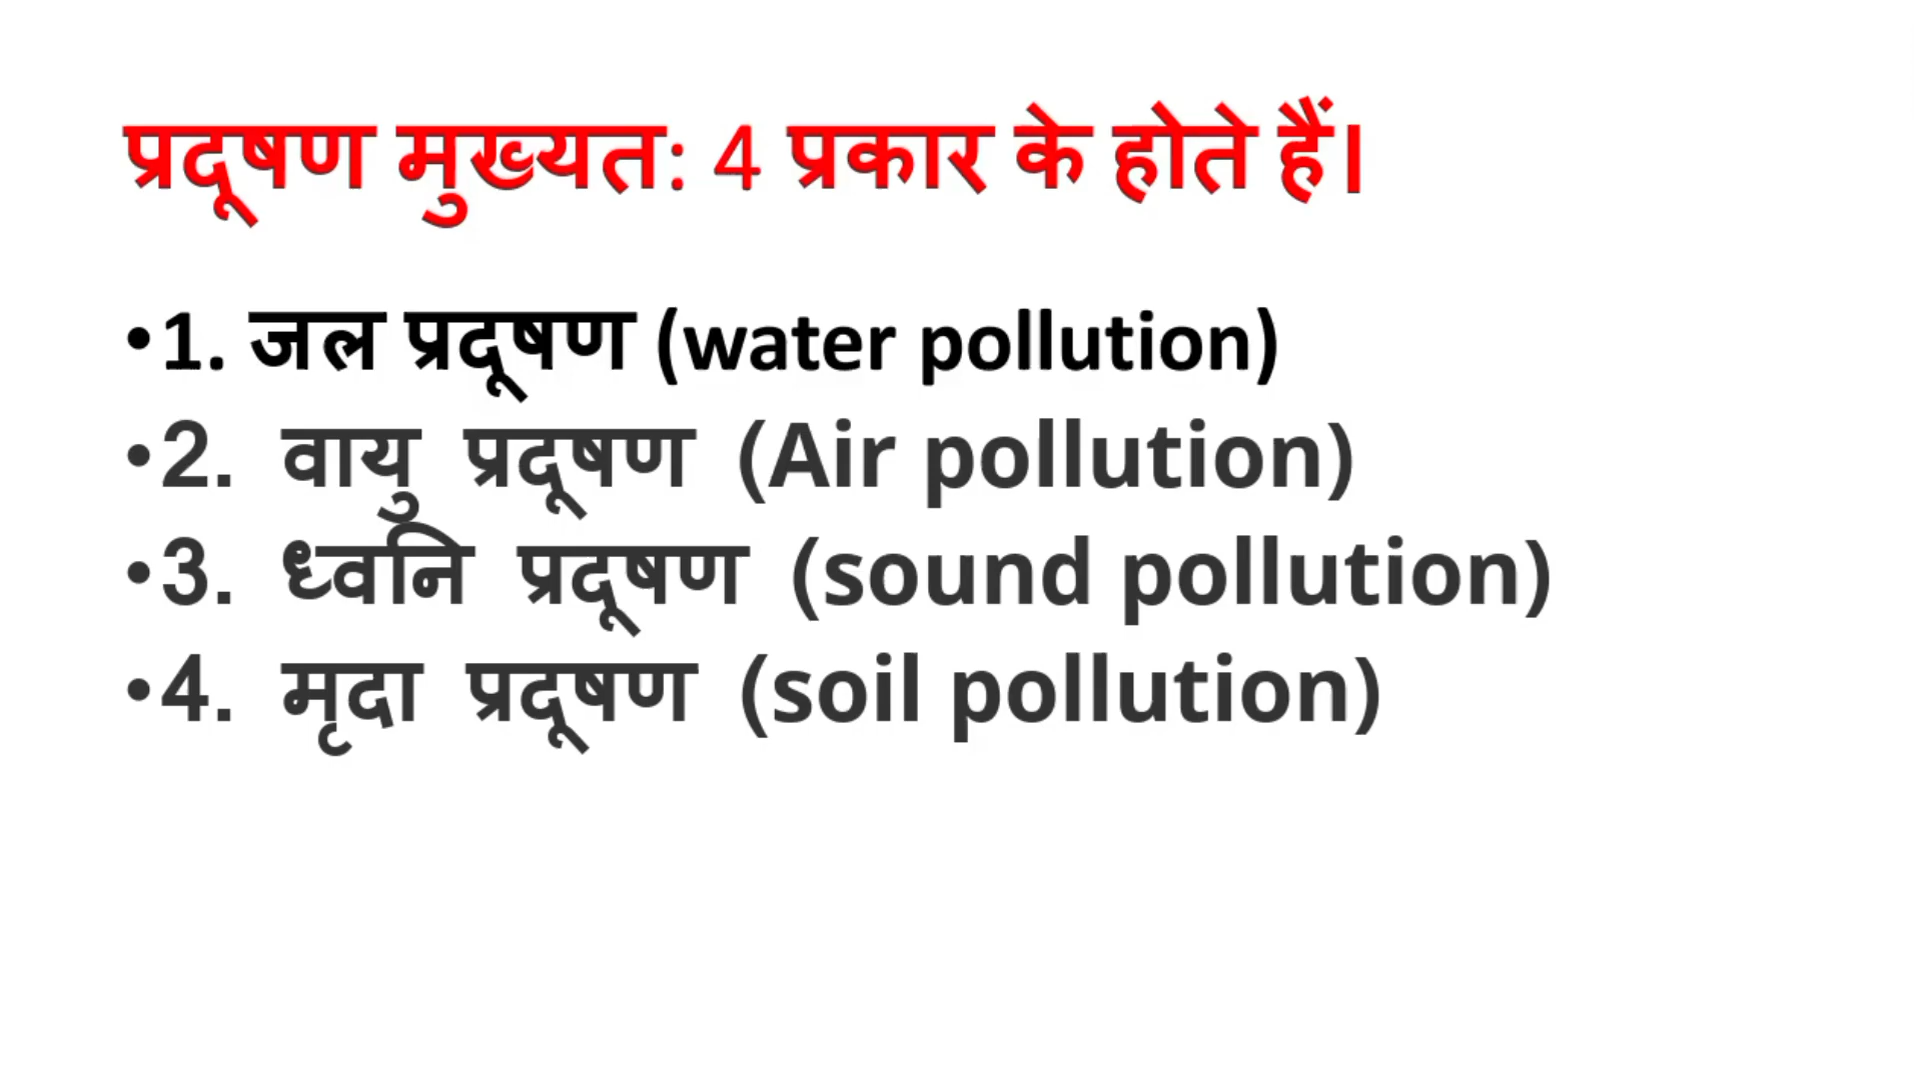 प्रदूषण मुख्यत: 4 प्रकार के होते हैं।
•1. जल प्रदूषण (water pollution)
•2. वायु प्रदूषण (Air pollution)
•3. ध्वनि प्रदूषण (sound pollution)
•4. मृदा प्रदूषण (soil pollution)